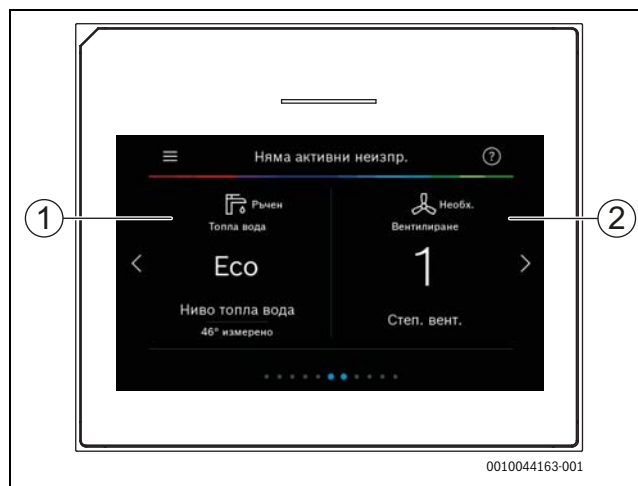 Няма активни неизпр.
?
Ръчен
Необх.
Топла вода
Вентилиране
1
2
Eco
1
Ниво топла вода
46° измерено
Степ. вент.
0010044163-001